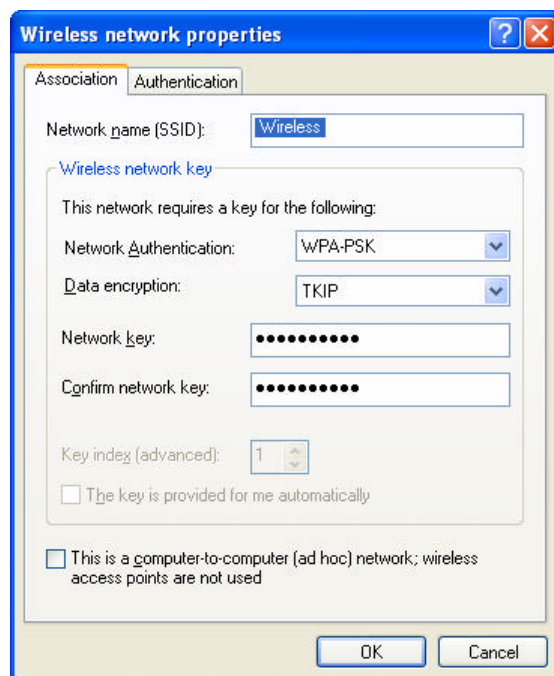 Wireless network properties
Association Authentication
Network name (SSID): Wireless
Wireless network key
This network requires a key for the following:
Network Authentication: WPA-PSK
Data encryption: TKIP
Network key: ••••••••••
Confirm network key: ••••••••••
Key index (advanced): 1
The key is provided for me automatically
This is a computer-to-computer (ad hoc) network; wireless
access points are not used
OK Cancel